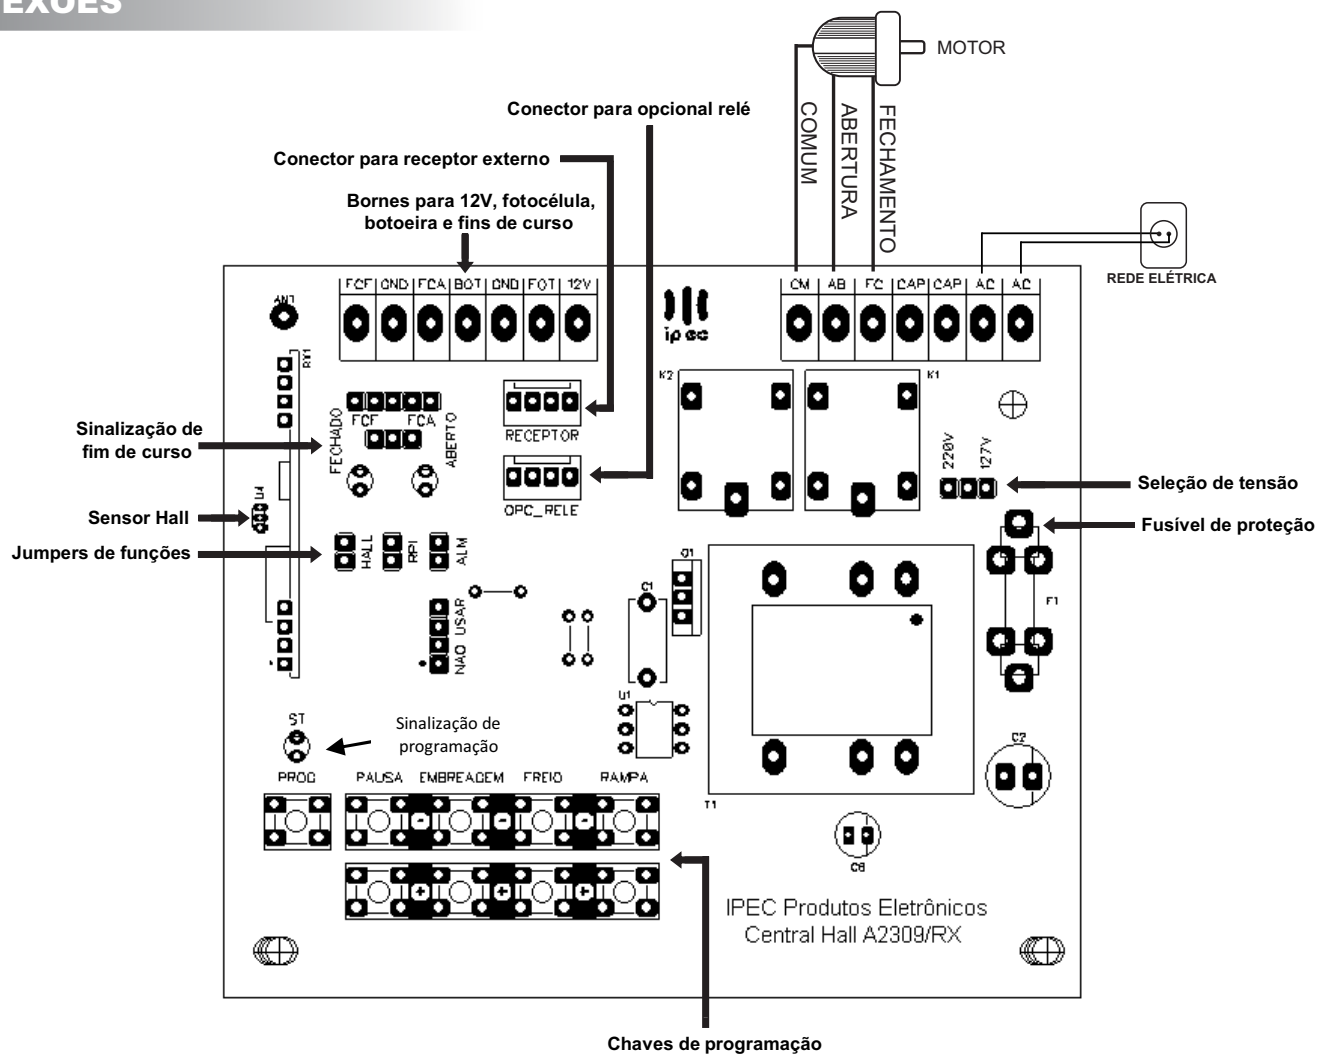 EXÕES
MOTOR
COMUM
ABERTURA
FECHAMENTO
Conector para opcional relé
Conector para receptor externo
Bornes para 12V, fotocélula,
botoeira e fins de curso
REDE ELÉTRICA
FCF GND FCA BOT GND FOT 12V
CM AB FC CAP CAP AC AC
ANT
ipec
RX1
K2
K1
FECHADO
FCF FCA
ABERTO
RECEPTOR
220V
127V
Sinalização de
fim de curso
Seleção de tensão
U4
OPC_RELE
Sensor Hall
Fusível de proteção
Jumpers de funções
HALL
RPI
ALM
Q1
F1
NAO USAR
U1
ST
Sinalização de
programação
C2
PROG PAUSA EMBREAGEM FREIO RAMPA
T1
- - -
C6
+ + +
IPEC Produtos Eletrônicos
Central Hall A2309/RX
Chaves de programação